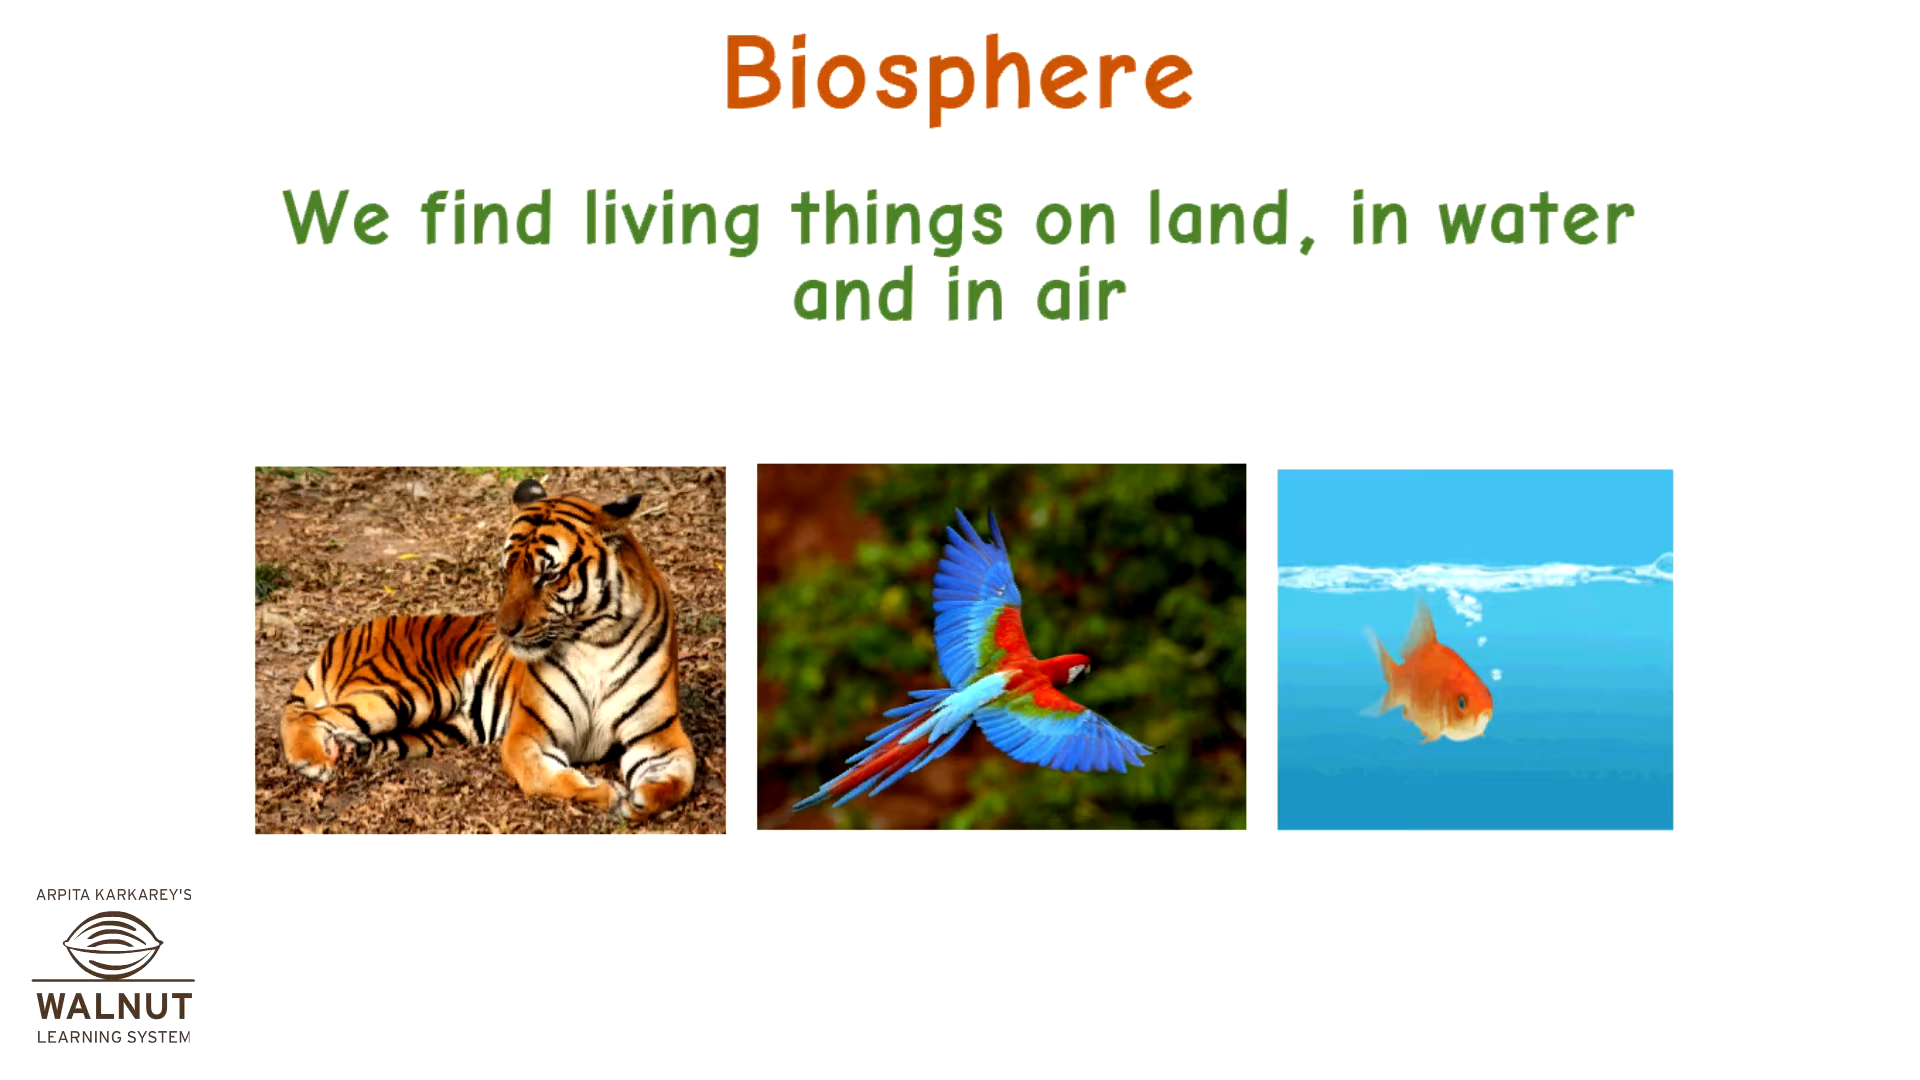 Biosphere
We find living things on land, in water
and in air
ARPITA KARKAREY'S
WALNUT
LEARNING SYSTEM